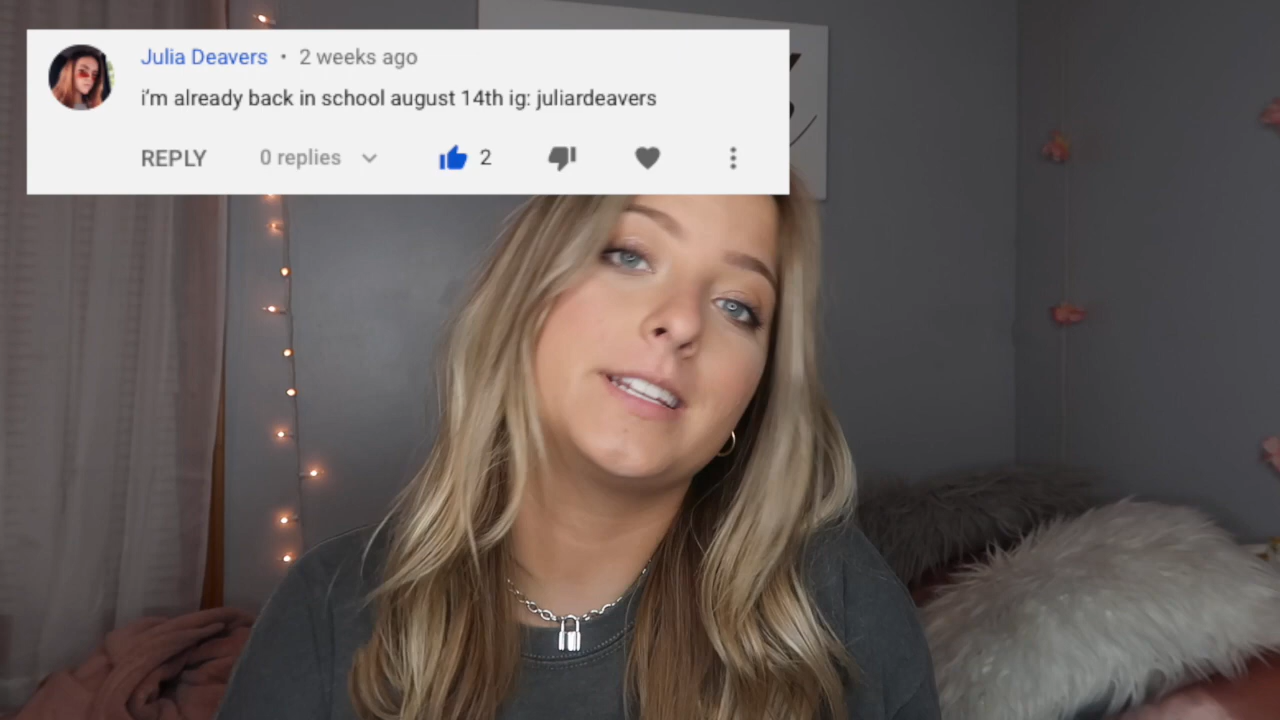 Julia Deavers • 2 weeks ago
i'm already back in school august 14th ig: juliardeavers
REPLY 0 replies 2